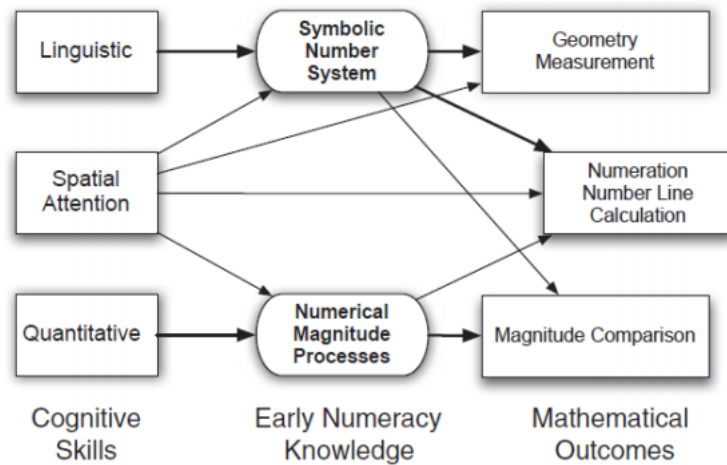 Linguistic
Symbolic
Number
System
Geometry
Measurement
Spatial
Attention
Numeration
Number Line
Calculation
Quantitative
Numerical
Magnitude
Processes
Magnitude Comparison
Cognitive
Skills
Early Numeracy
Knowledge
Mathematical
Outcomes